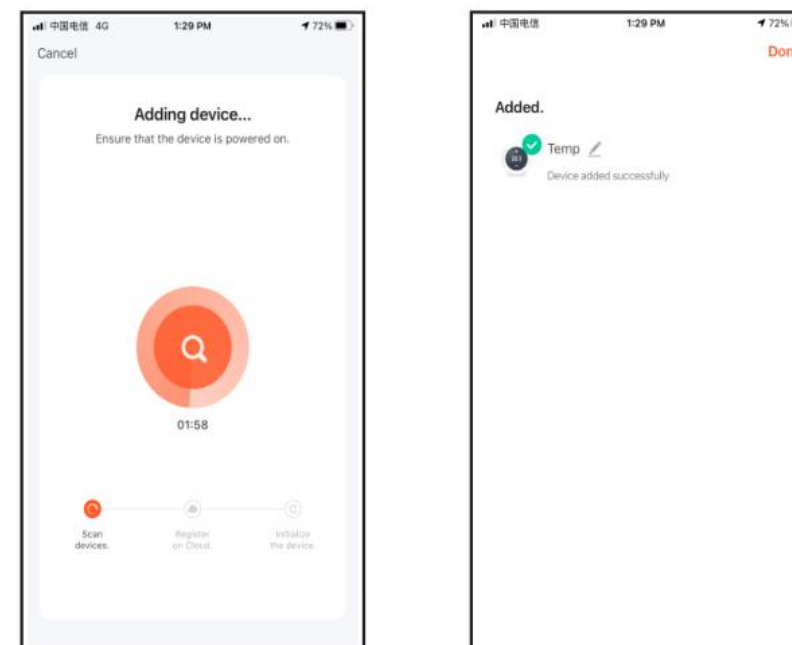 中国电信 4G 1:29 PM 72%
Cancel
Adding device...
Ensure that the device is powered on.
01:58
Scan
devices.
Register
on Cloud.
Initialize
the device.
中国电信 1:29 PM 72%
Don
Added.
Temp
Device added successfully